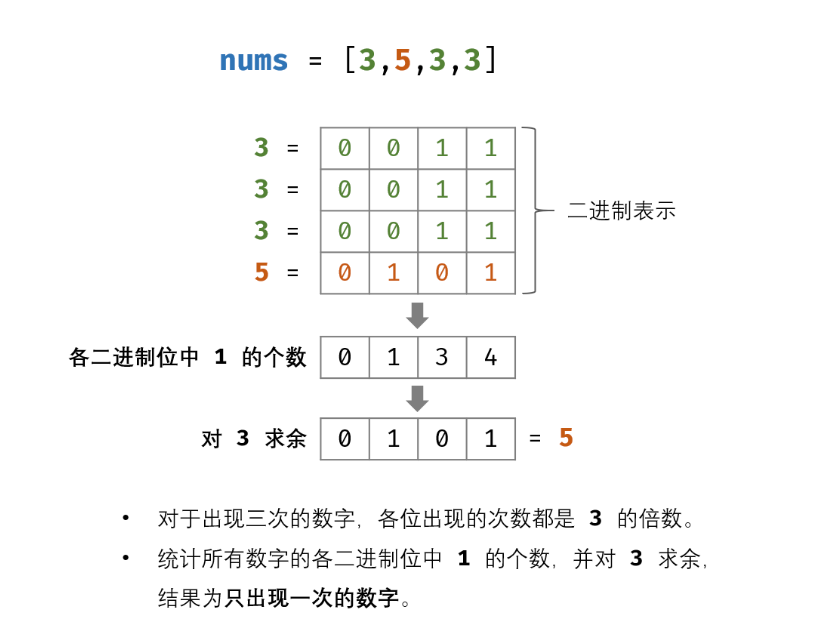 nums = [3,5,3,3]
3 = 0 0 1 1
3 = 0 0 1 1
3 = 0 0 1 1
5 = 0 1 0 1
二进制表示
各二进制位中 1 的个数 0 1 3 4
对 3 求余 0 1 0 1 = 5
• 对于出现三次的数字，各位出现的次数都是 3 的倍数。
• 统计所有数字的各二进制位中 1 的个数，并对 3 求余，
结果为只出现一次的数字。